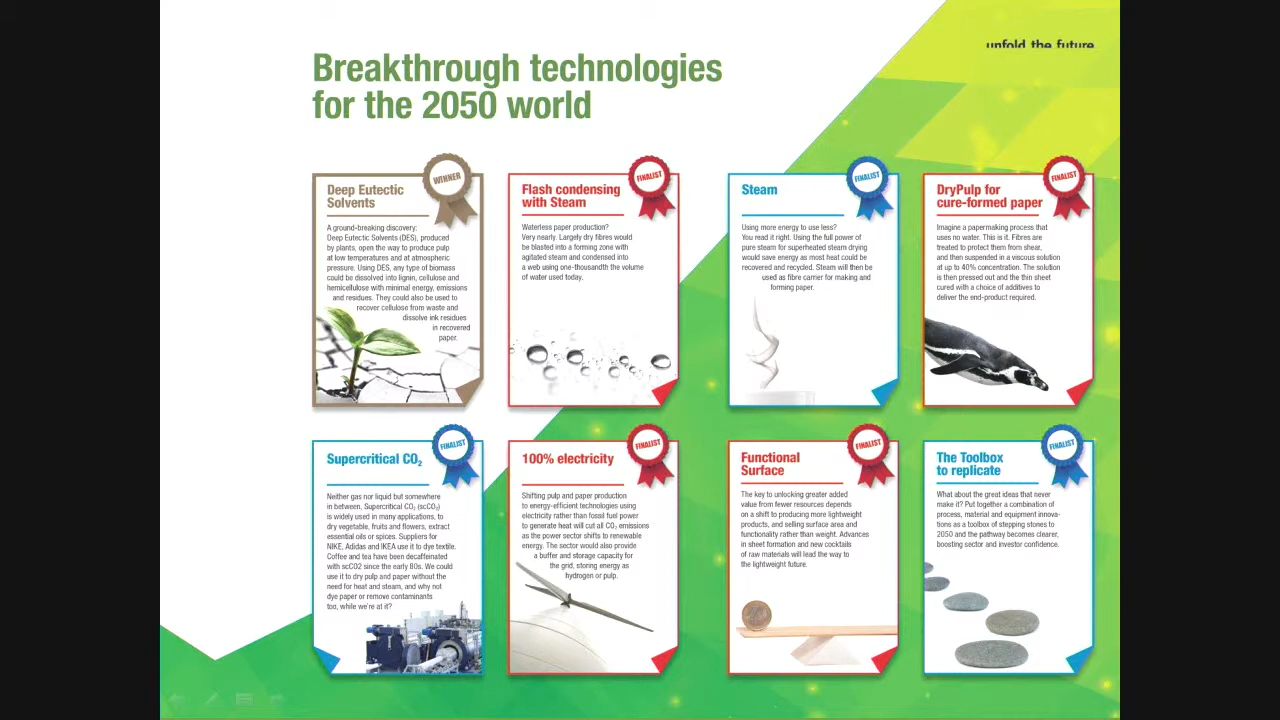 unfold the future
Breakthrough technologies
for the 2050 world
WINNER
Deep Eutectic
Solvents
A ground-breaking discovery:
Deep Eutectic Solvents (DES), produced
by plants, open the way to produce pulp
at low temperatures and at atmospheric
pressure. Using DES, any type of biomass
could be dissolved into lignin, cellulose and
hemicellulose with minimal energy, emissions
and residues. They could also be used to
recover cellulose from waste and
dissolve ink residues
in recovered
paper.
FINALIST
Flash condensing
with Steam
Waterless paper production?
Very nearly. Largely dry fibres would
be blasted into a forming zone with
agitated steam and condensed into
a web using one-thousandth the volume
of water used today.
FINALIST
Steam
Using more energy to use less?
You read it right. Using the full power of
pure steam for superheated steam drying
would save energy as most heat could be
recovered and recycled. Steam will then be
used as fibre carrier for making and
forming paper.
FINALIST
DryPulp for
cure-formed paper
Imagine a papermaking process that
uses no water. This is it. Fibres are
treated to protect them from shear,
and then suspended in a viscous solution
at up to 40% concentration. The solution
is then pressed out and the thin sheet
cured with a choice of additives to
deliver the end-product required.
FINALIST
Supercritical CO₂
Neither gas nor liquid but somewhere
in between, Supercritical CO₂ (scCO₂)
is widely used in many applications, to
dry vegetable, fruits and flowers, extract
essential oils or spices. Suppliers for
NIKE, Adidas and IKEA use it to dye textile.
Coffee and tea have been decaffeinated
with scCO2 since the early 80s. We could
use it to dry pulp and paper without the
need for heat and steam, and why not
dye paper or remove contaminants
too, while we're at it?
FINALIST
100% electricity
Shifting pulp and paper production
to energy-efficient technologies using
electricity rather than fossil fuel power
to generate heat will cut all CO₂ emissions
as the power sector shifts to renewable
energy. The sector would also provide
a buffer and storage capacity for
the grid, storing energy as
hydrogen or pulp.
FINALIST
Functional
Surface
The key to unlocking greater added
value from fewer resources depends
on a shift to producing more lightweight
products, and selling surface area and
functionality rather than weight. Advances
in sheet formation and new cocktails
of raw materials will lead the way to
the lightweight future.
FINALIST
The Toolbox
to replicate
What about the great ideas that never
make it? Put together a combination of
process, material and equipment innova-
tions as a toolbox of stepping stones to
2050 and the pathway becomes clearer,
boosting sector and investor confidence.